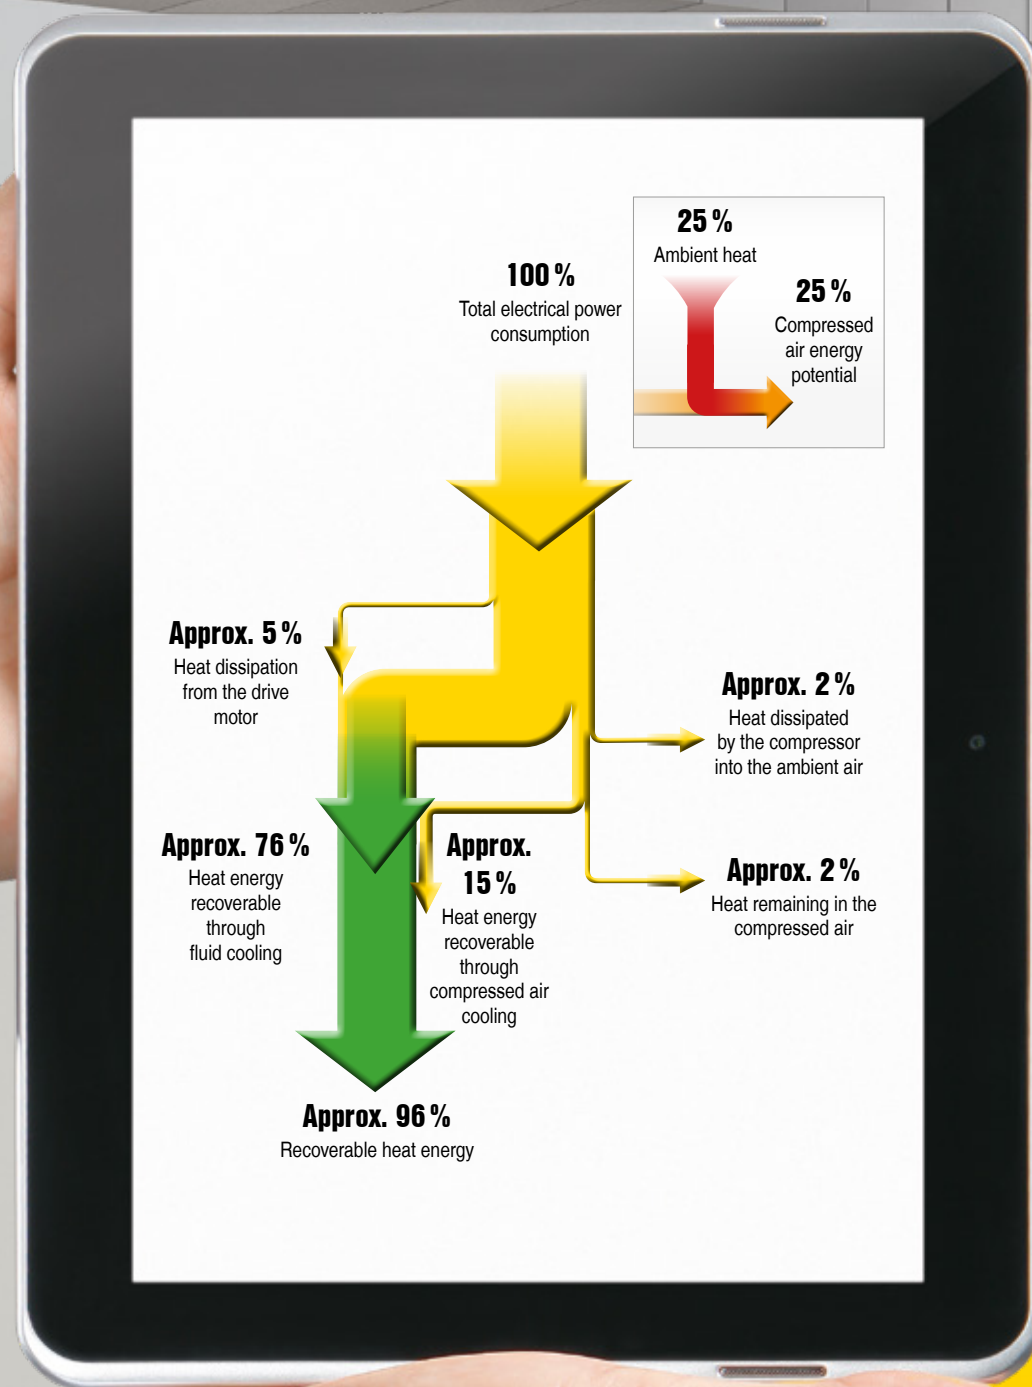 25 %
Ambient heat
100 %
Total electrical power
consumption
25 %
Compressed
air energy
potential
Approx. 5 %
Heat dissipation
from the drive
motor
Approx. 2 %
Heat dissipated
by the compressor
into the ambient air
Approx. 76 %
Heat energy
recoverable
through
fluid cooling
Approx.
15 %
Heat energy
recoverable
through
compressed air
cooling
Approx. 2 %
Heat remaining in the
compressed air
Approx. 96 %
Recoverable heat energy